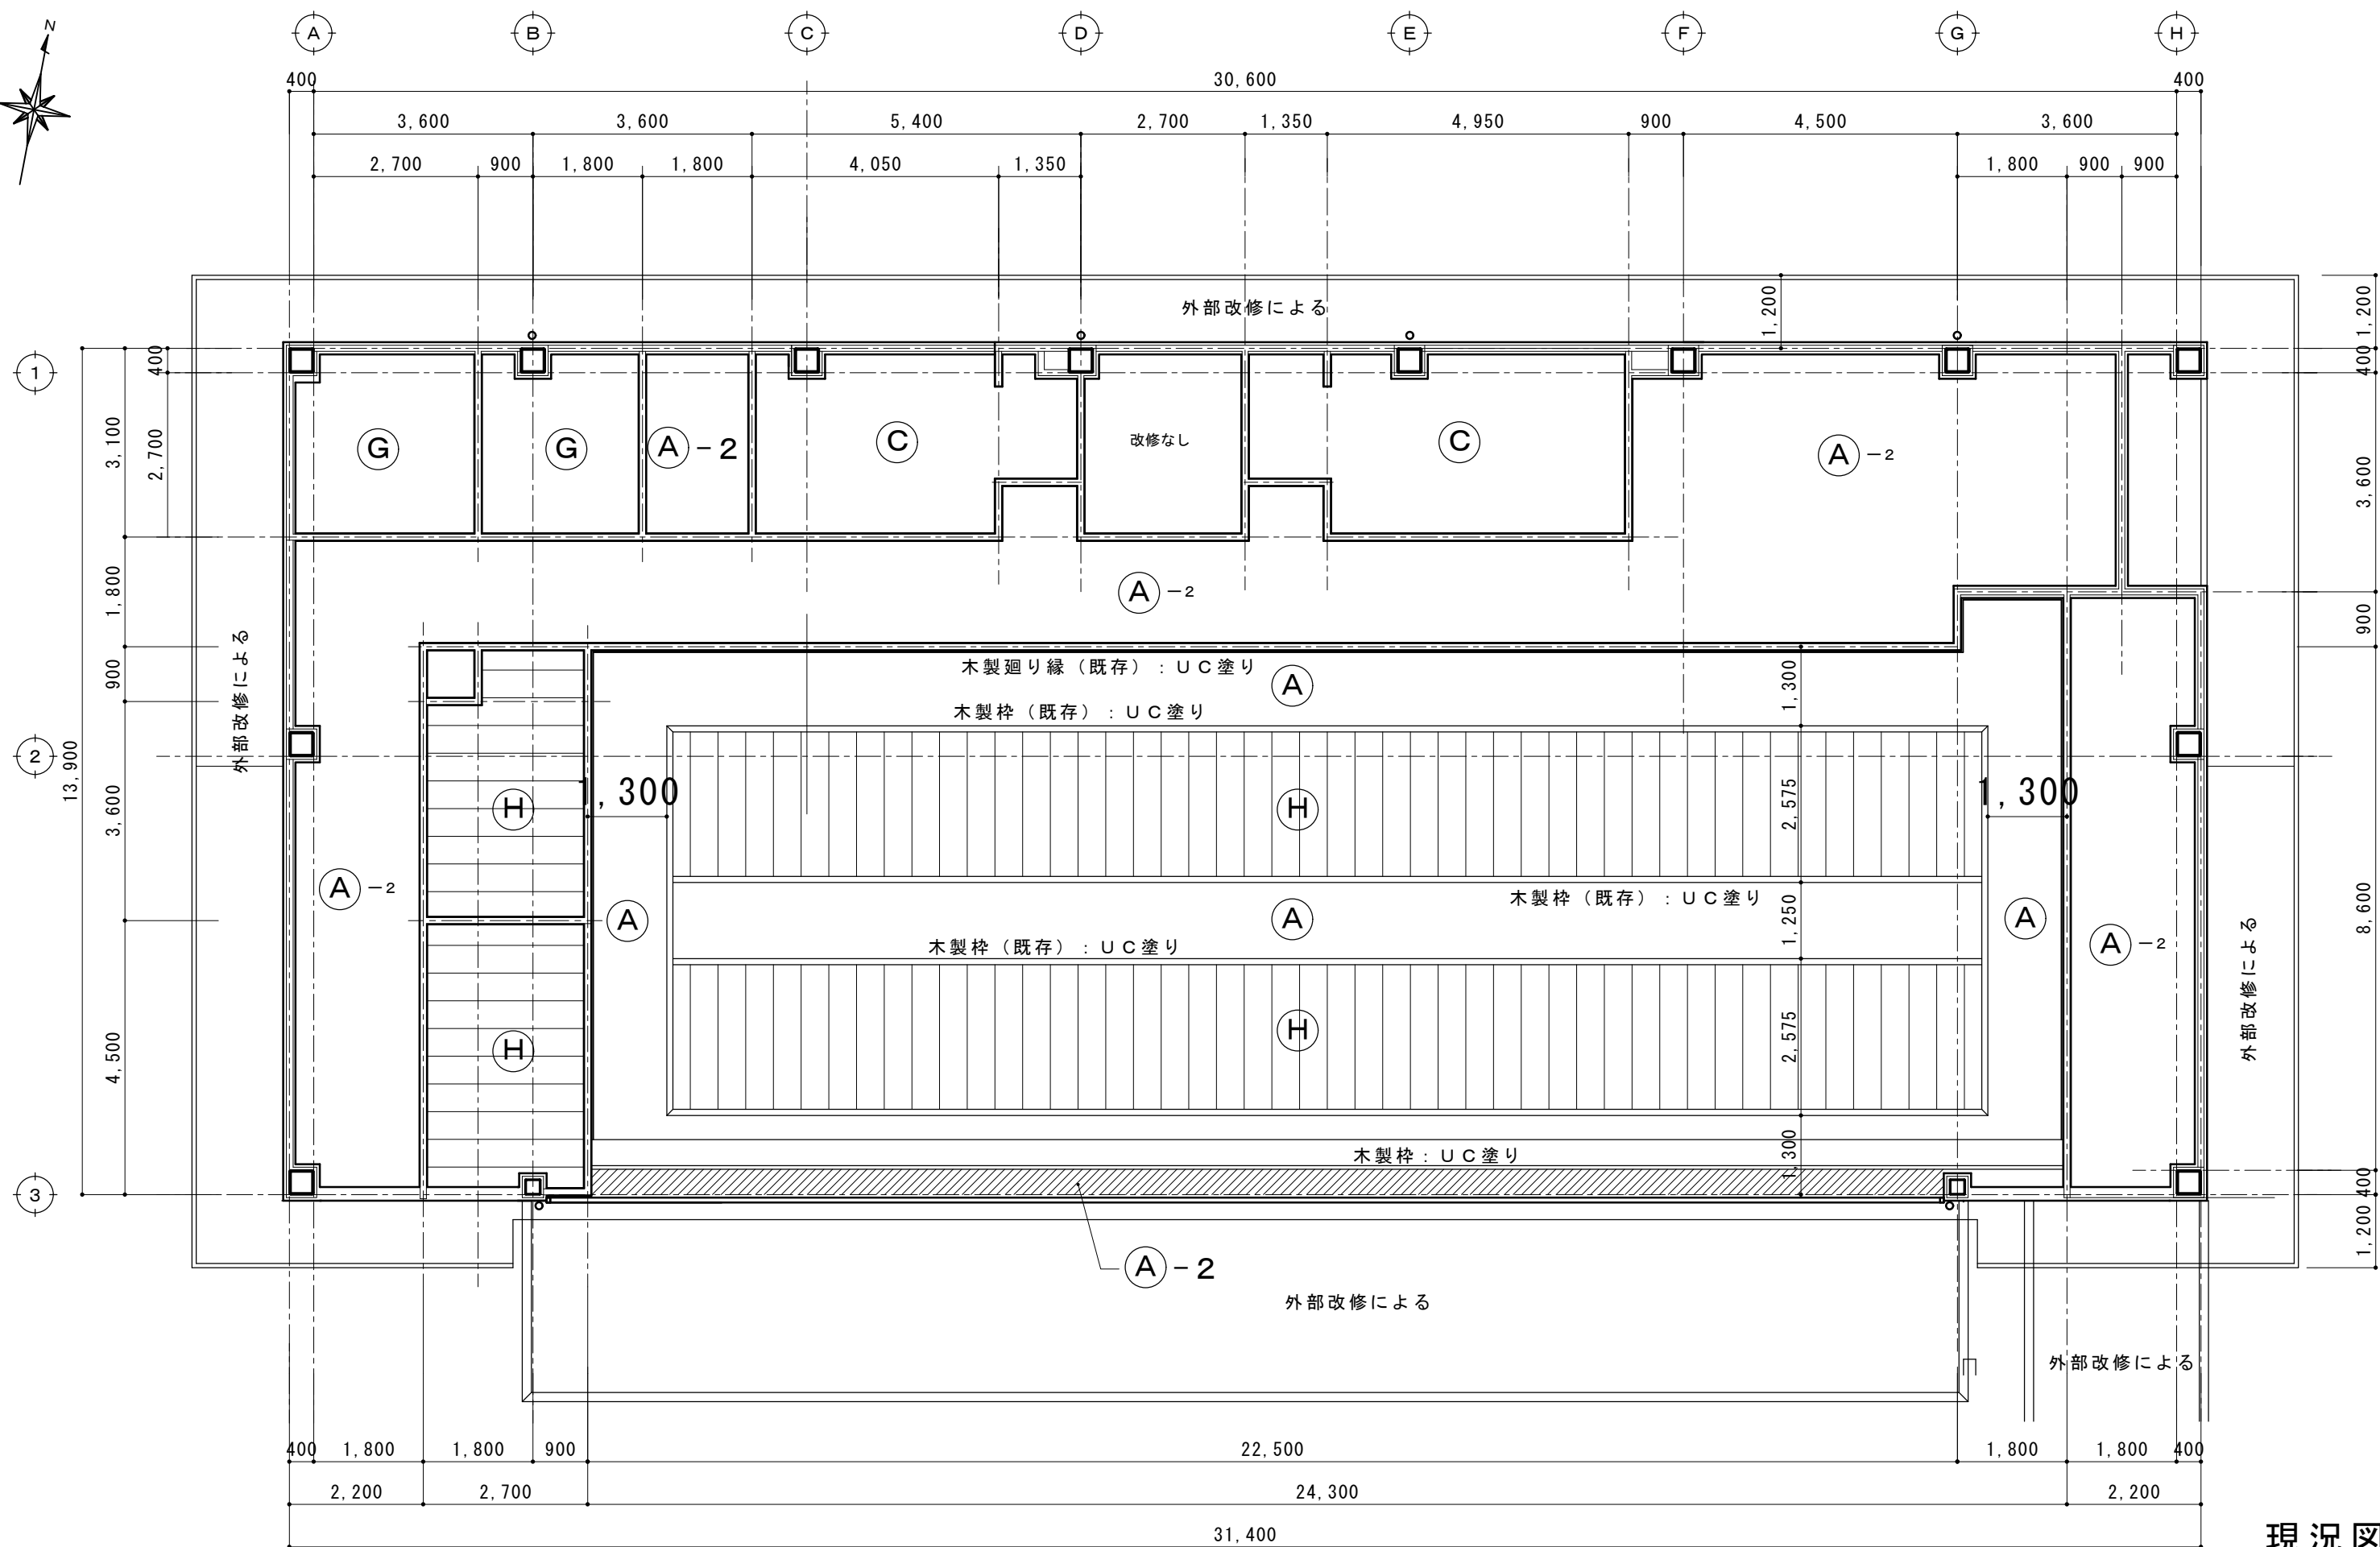 N
A B C D E F G H
400 30,600 400
3,600 3,600 5,400 2,700 1,350 4,950 900 4,500 3,600
2,700 900 1,800 1,800 4,050 1,350 1,800 900 900
外部改修による
1,200
1,200
1
400
400
3,100
2,700
3,600
G
G
A-2
C
改修なし
C
A-2
1,800
A-2
900
外部改修による
900
木製廻り縁（既存）：ＵＣ塗り
A
1,300
木製枠（既存）：ＵＣ塗り
2
13,900
3,600
H
1,300
H
2,575
1,300
A-2
A
木製枠（既存）：ＵＣ塗り
A
1,250
木製枠（既存）：ＵＣ塗り
A
A-2
8,600
外部改修による
4,500
H
H
2,575
木製枠：ＵＣ塗り
1,300
3
400
1,200
A-2
外部改修による
外部改修による
400 1,800 1,800 900 22,500 1,800 1,800 400
2,200 2,700 24,300 2,200
31,400
現況図